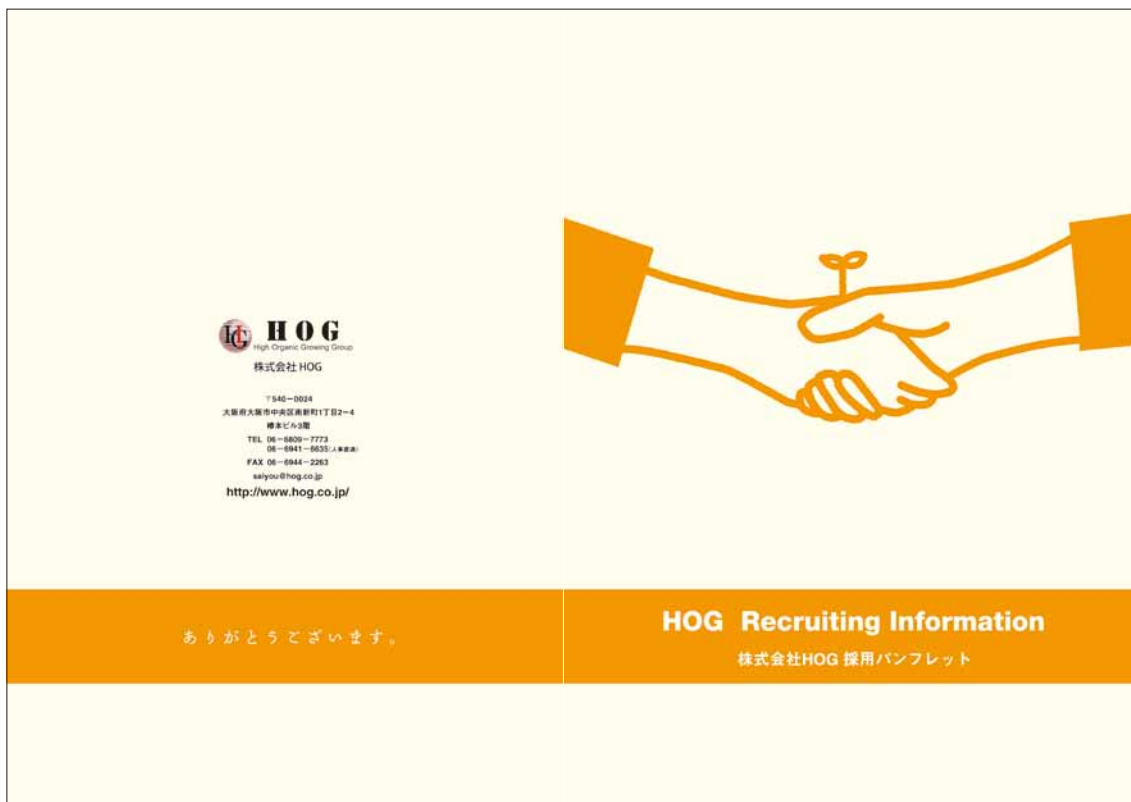 HOG
High Organic Growing Group
株式会社 HOG
〒540-0024
大阪府大阪市中央区南新町1丁目2-4
椿本ビル3階
TEL 06-6809-7773
06-6941-6635(人事直通)
FAX 06-6944-2263
saiyou@hog.co.jp
http://www.hog.co.jp/
ありがとうございます。
HOG Recruiting Information
株式会社HOG 採用パンフレット